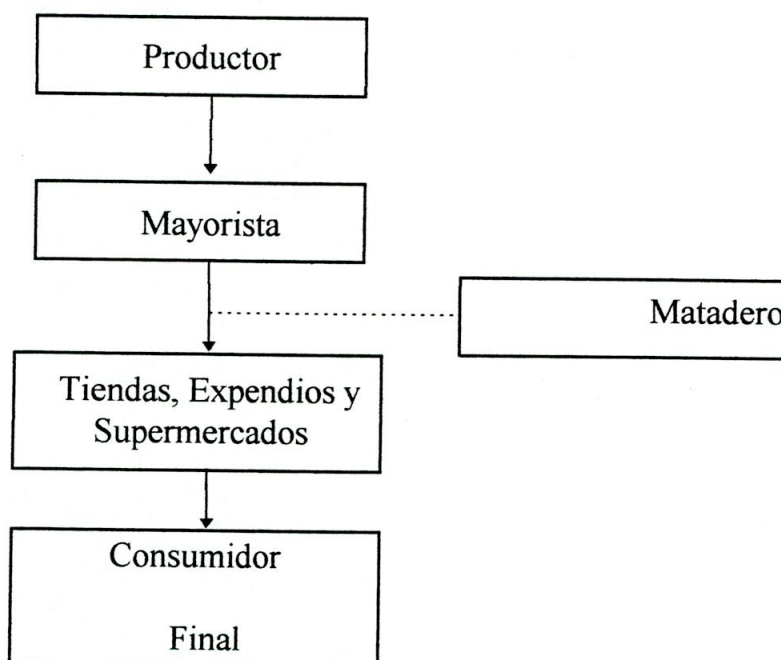 Productor
Mayorista
Matadero
Tiendas, Expendios y
Supermercados
Consumidor
Final